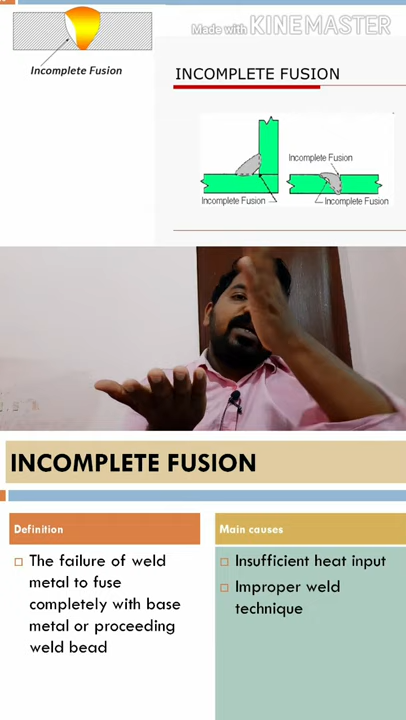 Made with KINEMASTER
Incomplete Fusion
INCOMPLETE FUSION
Incomplete Fusion
Incomplete Fusion
Incomplete Fusion
INCOMPLETE FUSION
Definition
The failure of weld
metal to fuse
completely with base
metal or proceeding
weld bead
Main causes
Insufficient heat input
Improper weld
technique